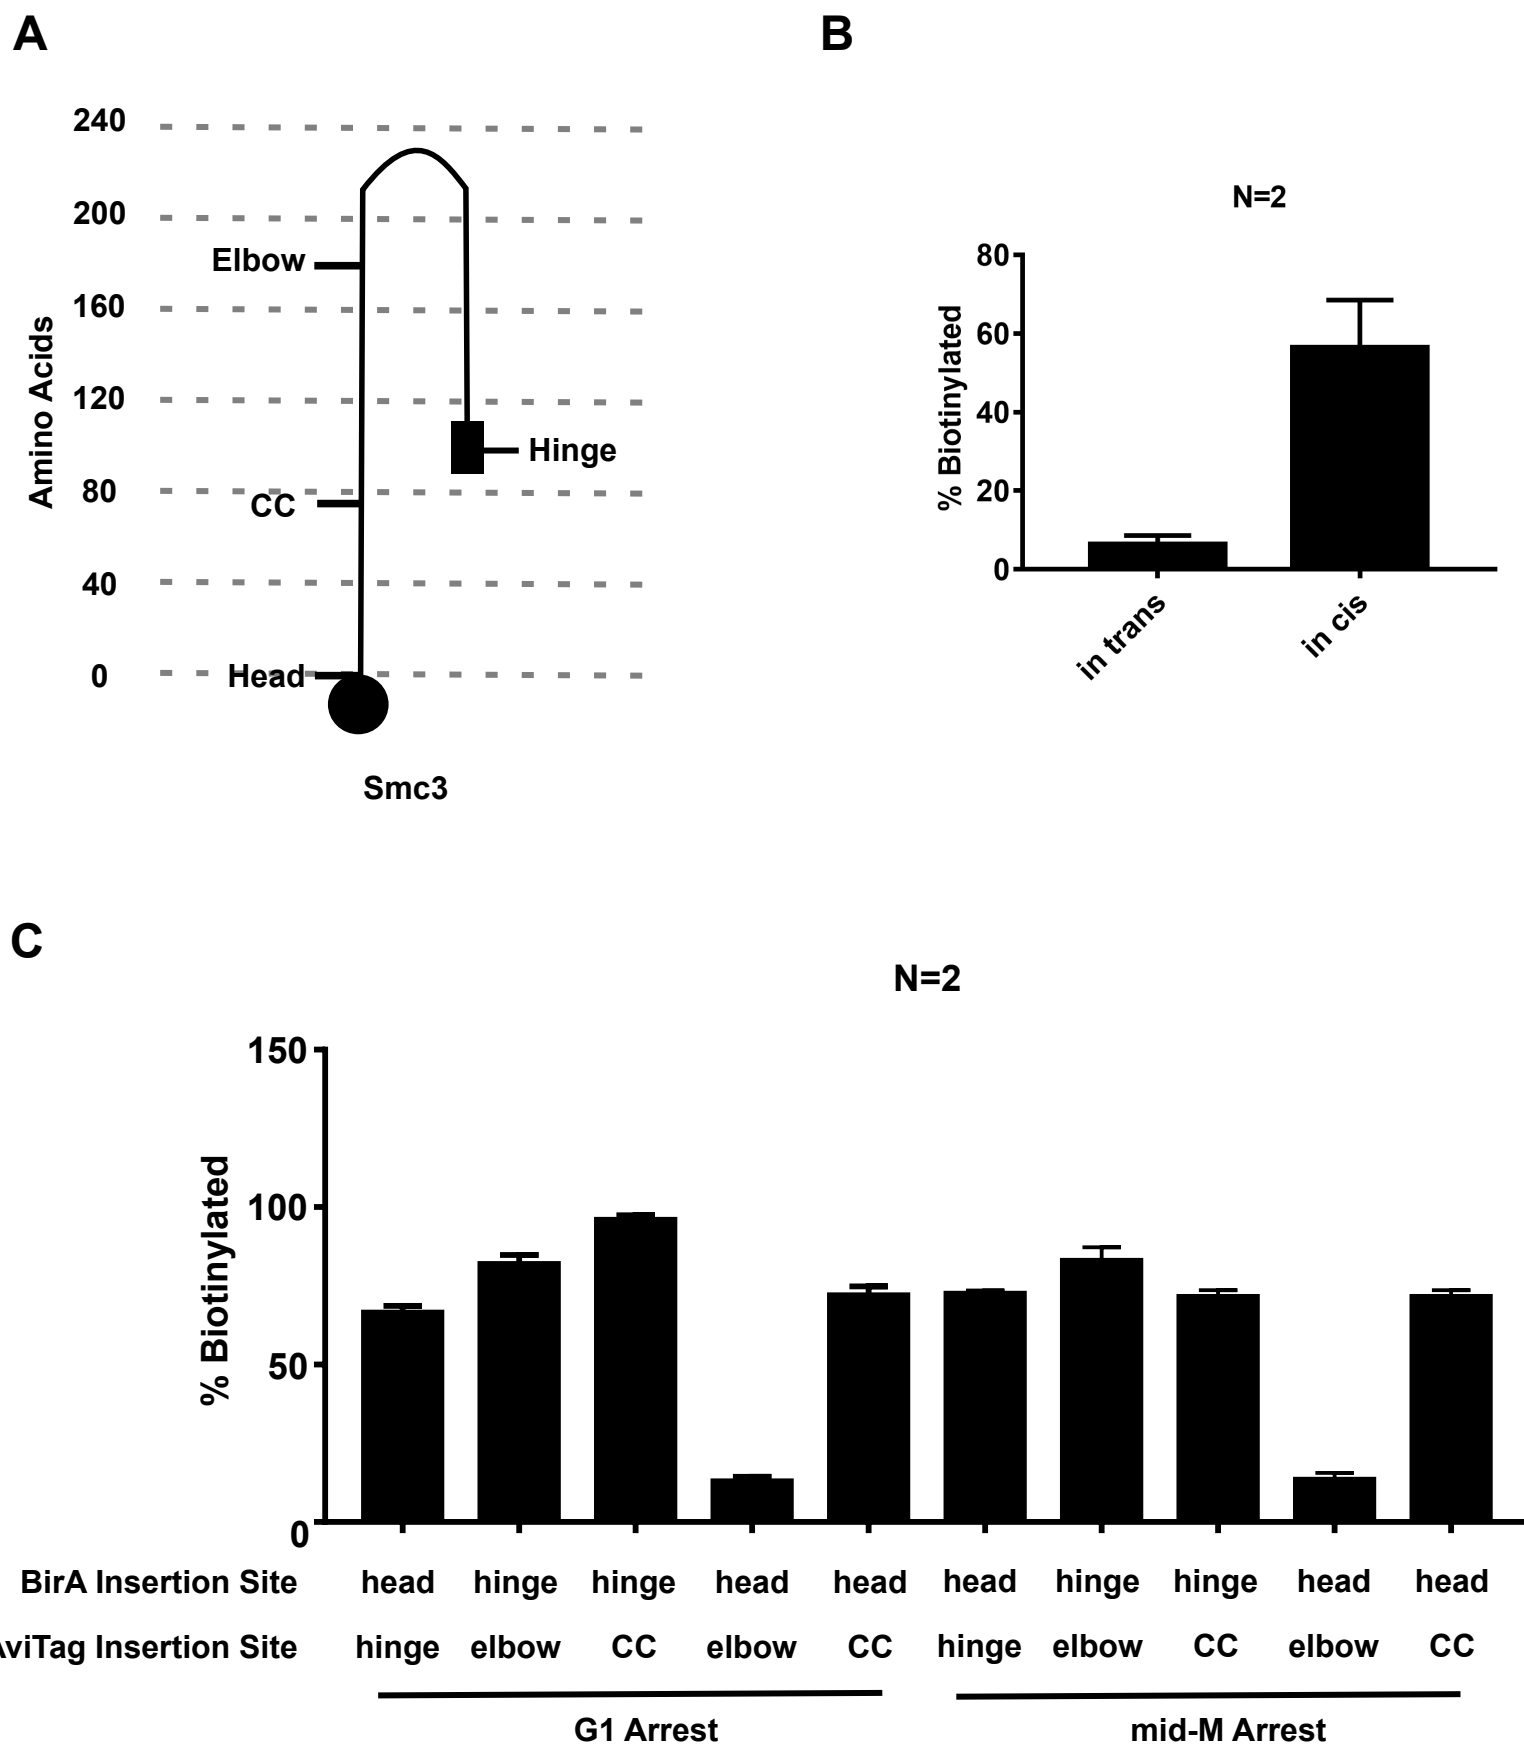 A
240
200
Elbow
160
Amino Acids
120
Hinge
80
CC
40
0
Head
Smc3
B
N=2
80
60
40
20
0
% Biotinylated
in trans
in cis
C
N=2
150
100
50
0
% Biotinylated
BirA Insertion Site head hinge hinge head head head hinge hinge head head
viTag Insertion Site hinge elbow CC elbow CC hinge elbow CC elbow CC
G1 Arrest mid-M Arrest